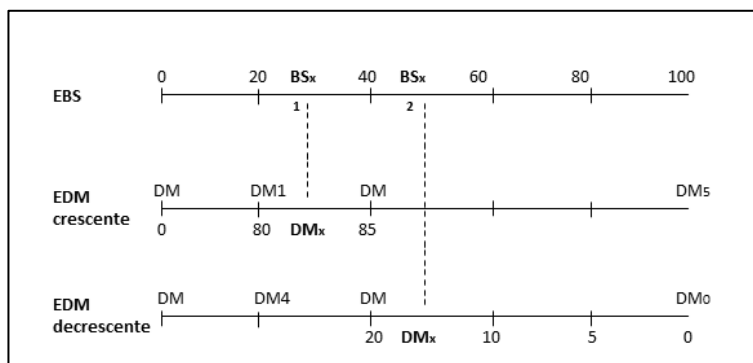 0 20 BSx 40 BSx 60 80 100
EBS
1 2
DM DM1 DM DM5
EDM
crescente
0 80 DMx 85
DM DM4 DM DM0
EDM
decrescente
20 DMx 10 5 0